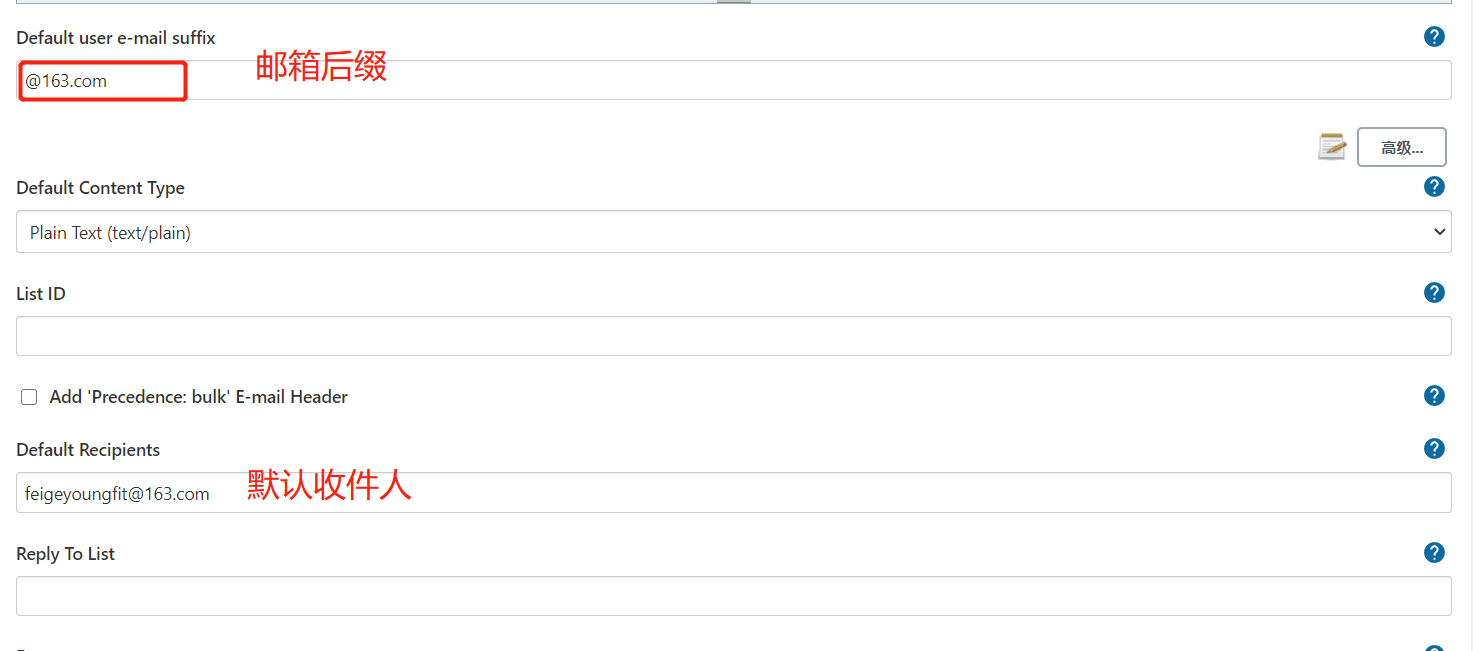 Default user e-mail suffix
@163.com
邮箱后缀
高级...
Default Content Type
Plain Text (text/plain)
List ID
Add 'Precedence: bulk' E-mail Header
Default Recipients
feigeyoungfit@163.com
默认收件人
Reply To List